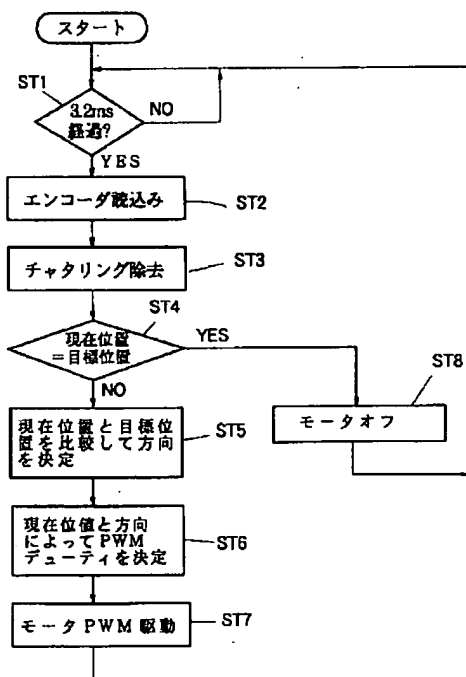 スタート
ST1
3.2ms
経過?
NO
YES
エンコーダ読込み
ST2
チャタリング除去
ST3
ST4
現在位置
=目標位置
YES
NO
ST8
モータオフ
現在位置と目標位
置を比較して方向
を決定
ST5
現在位値と方向
によってPWM
デューティを決定
ST6
モータPWM駆動
ST7